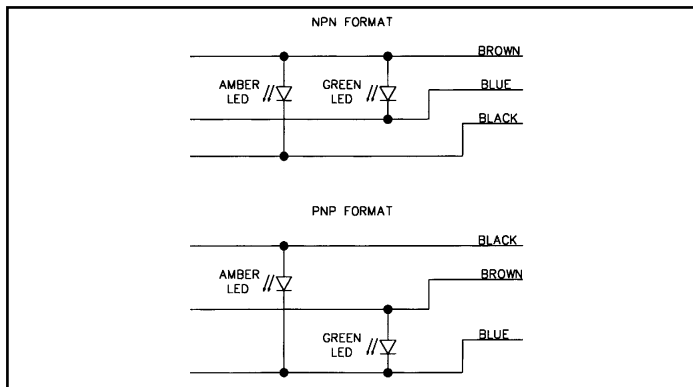 NPN FORMAT
BROWN
AMBER
LED
GREEN
LED
BLUE
BLACK
PNP FORMAT
BLACK
AMBER
LED
BROWN
GREEN
LED
BLUE